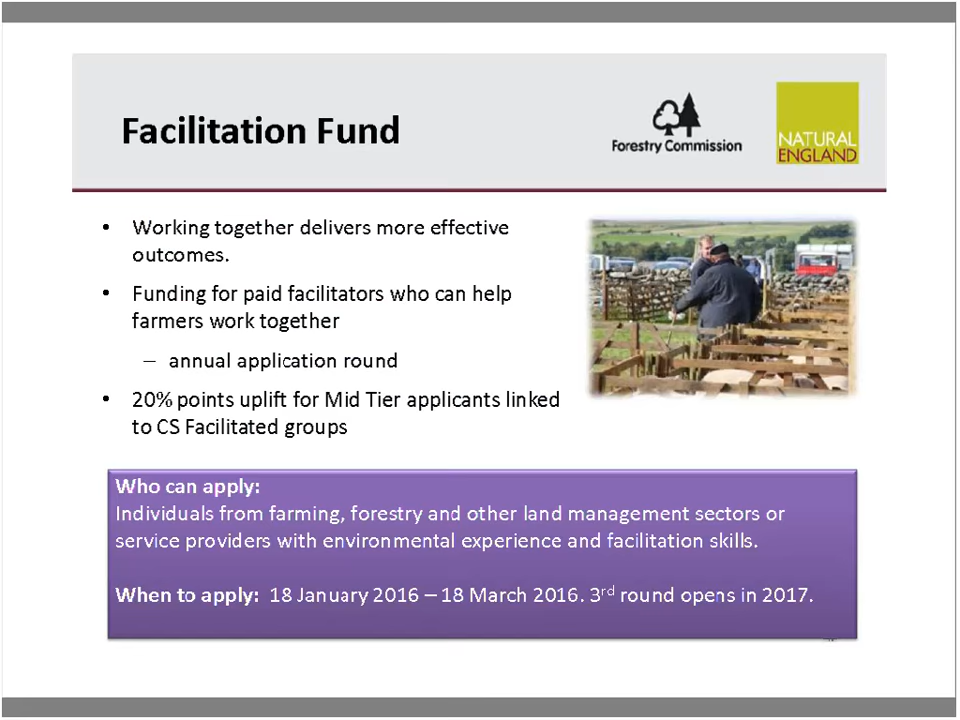 Facilitation Fund
Forestry Commission
NATURAL
ENGLAND
• Working together delivers more effective
outcomes.
• Funding for paid facilitators who can help
farmers work together
– annual application round
• 20% points uplift for Mid Tier applicants linked
to CS Facilitated groups
Who can apply:
Individuals from farming, forestry and other land management sectors or
service providers with environmental experience and facilitation skills.
When to apply: 18 January 2016 – 18 March 2016. 3rd round opens in 2017.